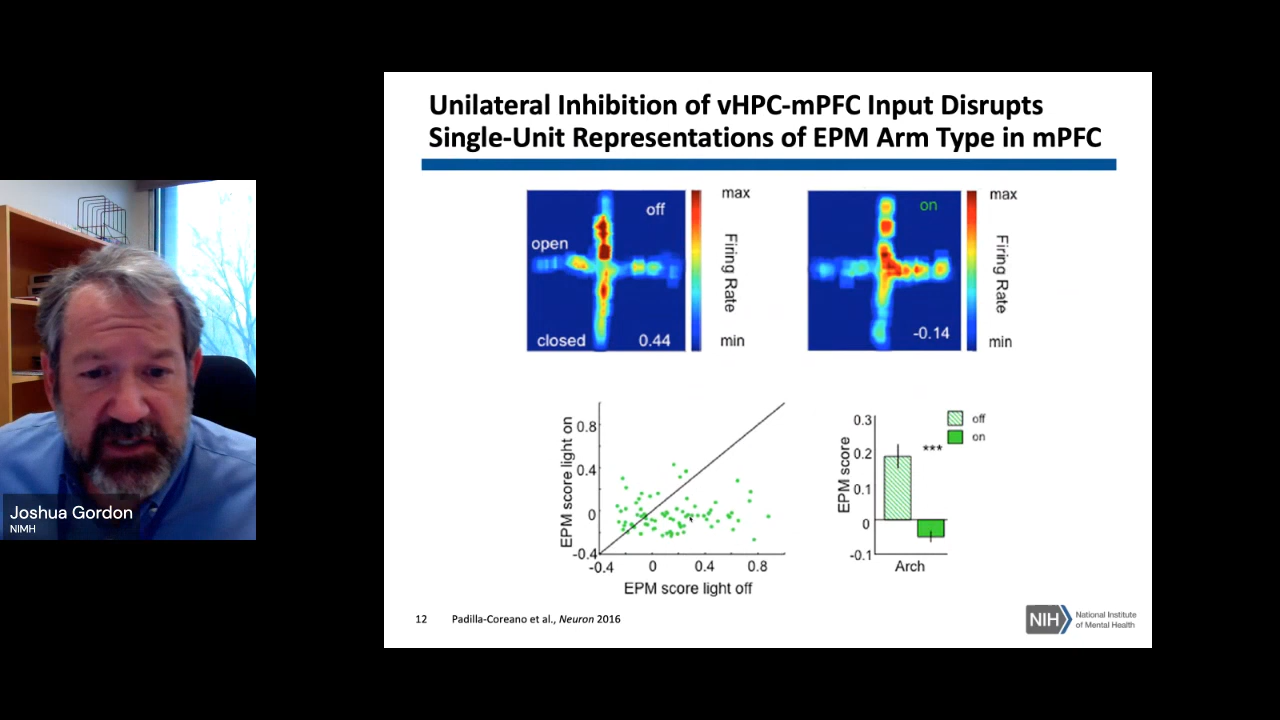 Unilateral Inhibition of vHPC-mPFC Input Disrupts
Single-Unit Representations of EPM Arm Type in mPFC
off
open
closed
0.44
max
Firing Rate
min
on
-0.14
max
Firing Rate
min
EPM score light on
0.8
0.4
0
-0.4
-0.4
0
0.4
0.8
EPM score light off
EPM score
0.3
0.2
0.1
0
-0.1
***
off
on
Arch
12
Padilla-Coreano et al., Neuron 2016
NIH
National Institute
of Mental Health
Joshua Gordon
NIMH